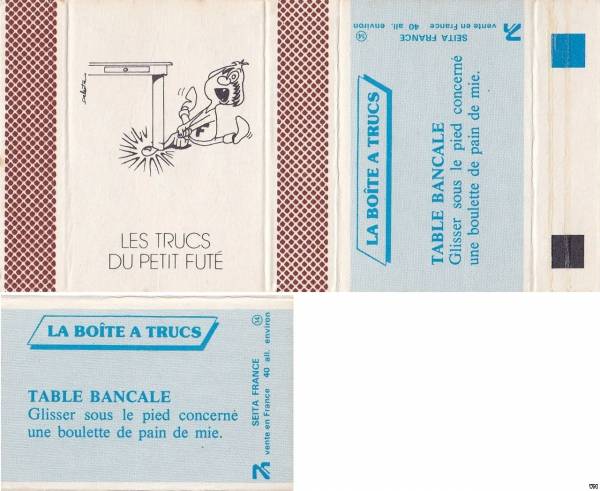 LES TRUCS
DU PETIT FUTÉ
LA BOÎTE A TRUCS
TABLE BANCALE
Glisser sous le pied concerné
une boulette de pain de mie.
SEITA FRANCE 34
vente en France 40 all. environ
LA BOÎTE A TRUCS
TABLE BANCALE
Glisser sous le pied concerné
une boulette de pain de mie.
SEITA FRANCE 34
vente en France 40 all. environ